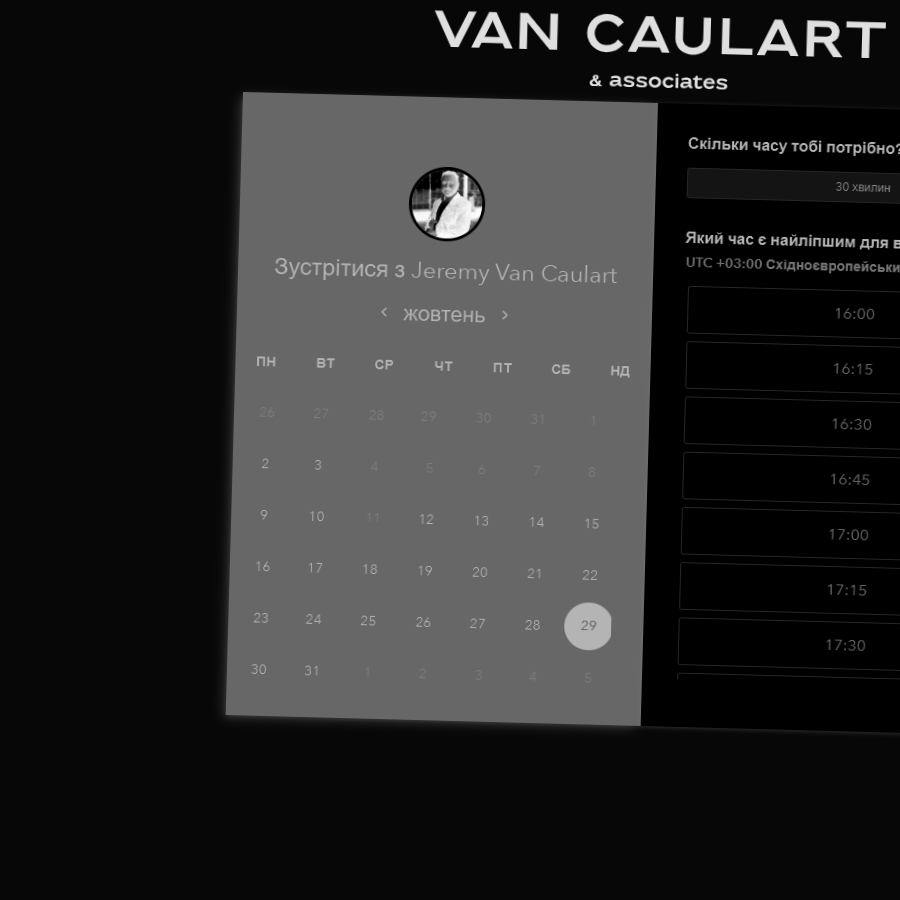 VAN CAULART
& associates
Зустрітися з Jeremy Van Caulart
‹ жовтень ›
ПН ВТ СР ЧТ ПТ СБ НД
26 27 28 29 30 31 1
2 3 4 5 6 7 8
9 10 11 12 13 14 15
16 17 18 19 20 21 22
23 24 25 26 27 28 29
30 31 1 2 3 4 5
Скільки часу тобі потрібно?
30 хвилин
Який час є найліпшим для в
UTC +03:00 Східноєвропейськи
16:00
16:15
16:30
16:45
17:00
17:15
17:30